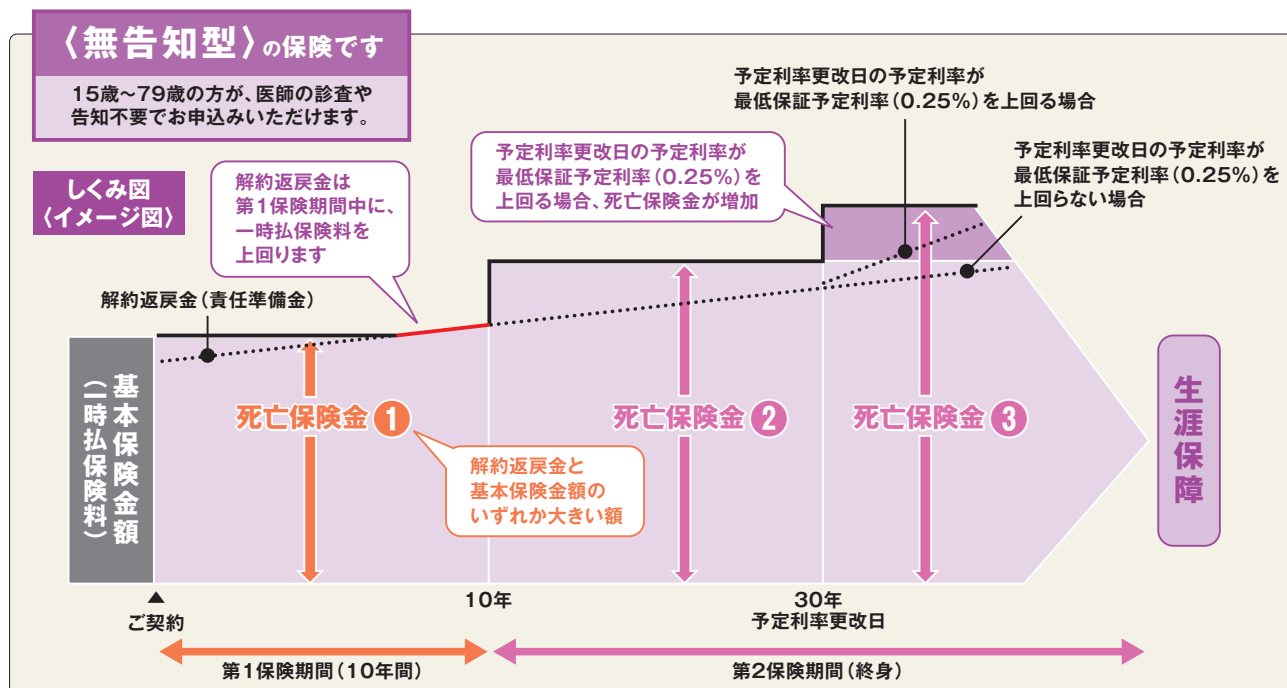 〈無告知型〉の保険です
15歳～79歳の方が、医師の診査や
告知不要でお申込みいただけます。
しくみ図
〈イメージ図〉
解約返戻金は
第1保険期間中に、
一時払保険料を
上回ります
予定利率更改日の予定利率が
最低保証予定利率(0.25%)を
上回る場合、死亡保険金が増加
予定利率更改日の予定利率が
最低保証予定利率(0.25%)を上回る場合
予定利率更改日の予定利率が
最低保証予定利率(0.25%)を
上回らない場合
解約返戻金(責任準備金)
基本保険金額
(一時払保険料)
死亡保険金①
死亡保険金②
死亡保険金③
解約返戻金と
基本保険金額の
いずれか大きい額
生涯保障
▲
ご契約
10年
30年
予定利率更改日
第1保険期間(10年間)
第2保険期間(終身)